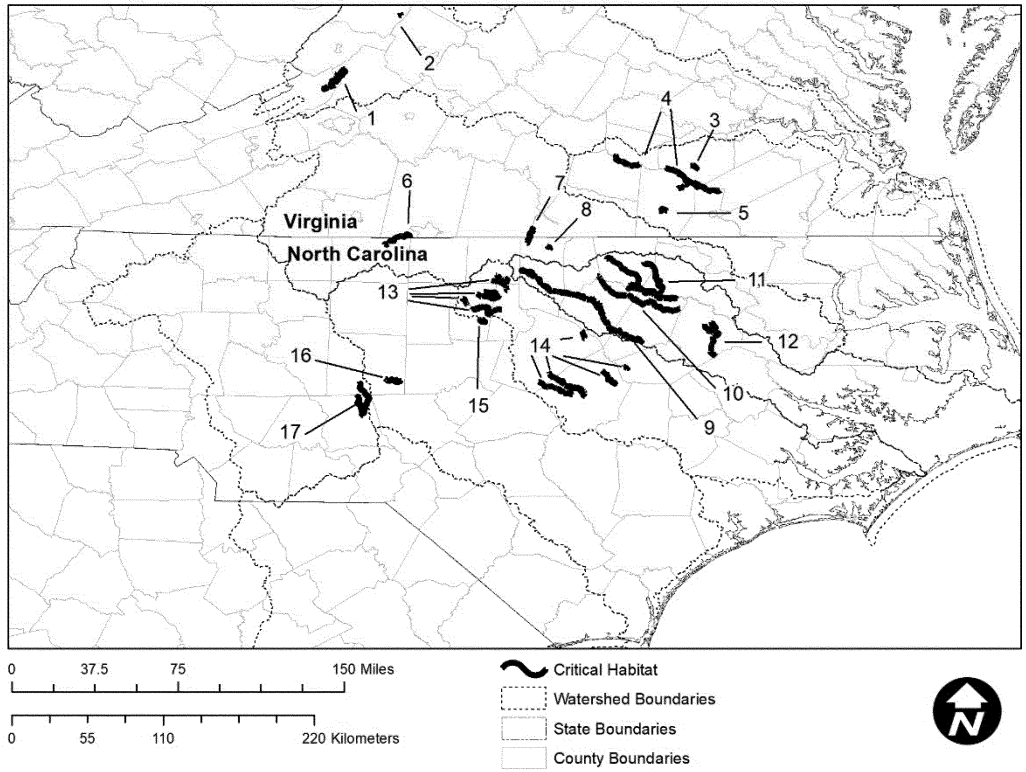 2
1
4
3
6
7
8
5
Virginia
North Carolina
13
11
12
14
16
15
10
17
9
0 37.5 75 150 Miles
0 55 110 220 Kilometers
Critical Habitat
Watershed Boundaries
State Boundaries
County Boundaries
N